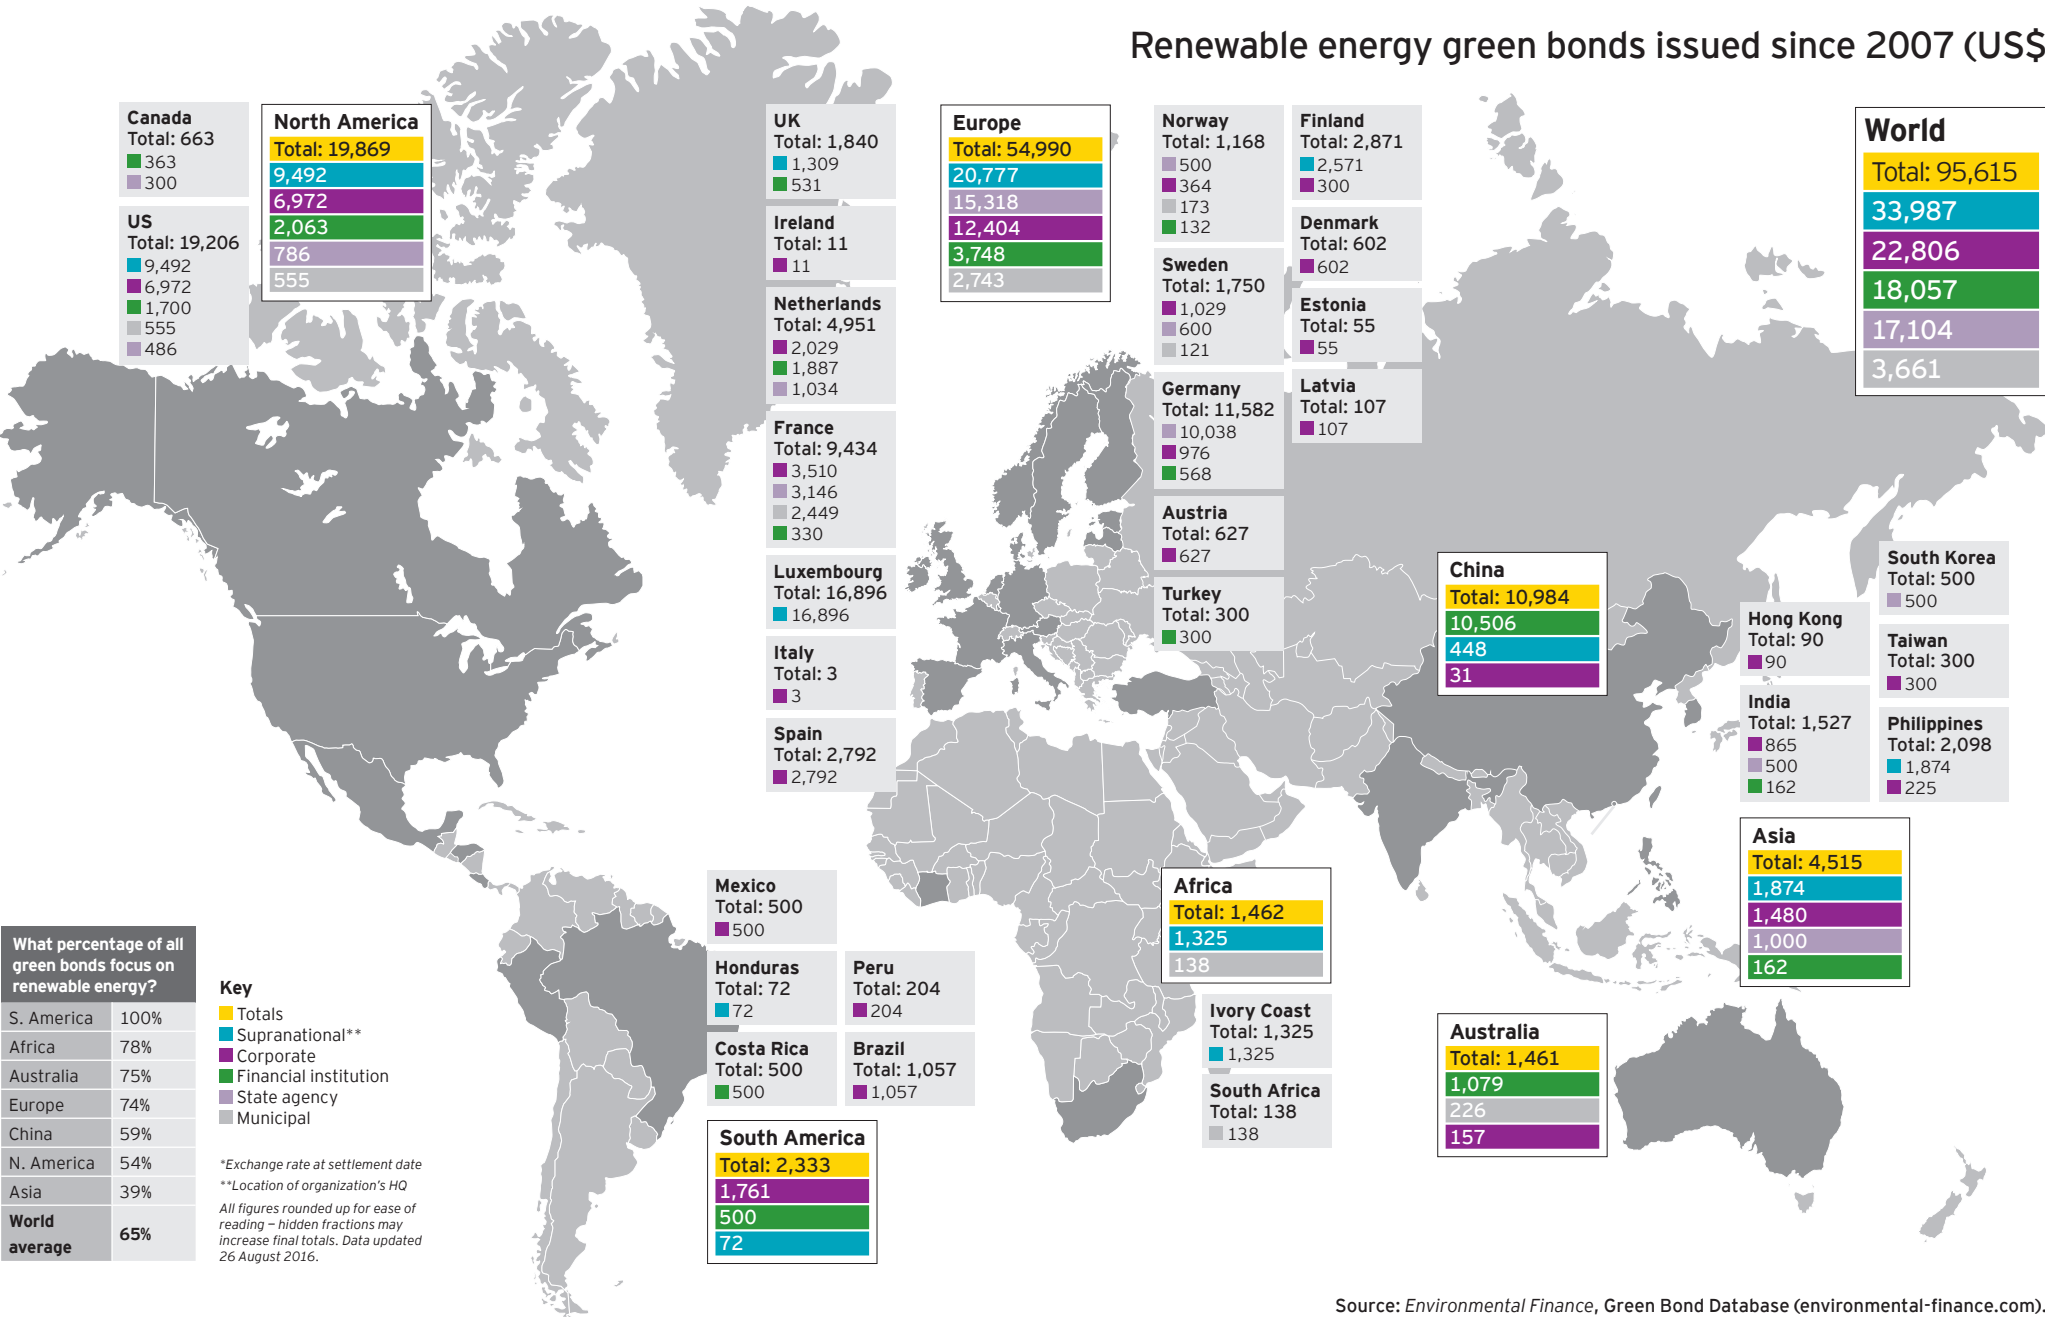 Renewable energy green bonds issued since 2007 (US$
Canada
Total: 663
363
300
US
Total: 19,206
9,492
6,972
1,700
555
486
North America
Total: 19,869
9,492
6,972
2,063
786
555
UK
Total: 1,840
1,309
531
Ireland
Total: 11
11
Netherlands
Total: 4,951
2,029
1,887
1,034
France
Total: 9,434
3,510
3,146
2,449
330
Luxembourg
Total: 16,896
16,896
Italy
Total: 3
3
Spain
Total: 2,792
2,792
Europe
Total: 54,990
20,777
15,318
12,404
3,748
2,743
Norway
Total: 1,168
500
364
173
132
Sweden
Total: 1,750
1,029
600
121
Germany
Total: 11,582
10,038
976
568
Austria
Total: 627
627
Turkey
Total: 300
300
Finland
Total: 2,871
2,571
300
Denmark
Total: 602
602
Estonia
Total: 55
55
Latvia
Total: 107
107
World
Total: 95,615
33,987
22,806
18,057
17,104
3,661
China
Total: 10,984
10,506
448
31
South Korea
Total: 500
500
Hong Kong
Total: 90
90
Taiwan
Total: 300
300
India
Total: 1,527
865
500
162
Philippines
Total: 2,098
1,874
225
Asia
Total: 4,515
1,874
1,480
1,000
162
Mexico
Total: 500
500
Honduras
Total: 72
72
Peru
Total: 204
204
Costa Rica
Total: 500
500
Brazil
Total: 1,057
1,057
South America
Total: 2,333
1,761
500
72
Africa
Total: 1,462
1,325
138
Ivory Coast
Total: 1,325
1,325
South Africa
Total: 138
138
Australia
Total: 1,461
1,079
226
157
What percentage of all
green bonds focus on
renewable energy?
S. America 100%
Africa 78%
Australia 75%
Europe 74%
China 59%
N. America 54%
Asia 39%
World
average 65%
Key
Totals
Supranational**
Corporate
Financial institution
State agency
Municipal
*Exchange rate at settlement date
**Location of organization's HQ
All figures rounded up for ease of
reading – hidden fractions may
increase final totals. Data updated
26 August 2016.
Source: Environmental Finance, Green Bond Database (environmental-finance.com).